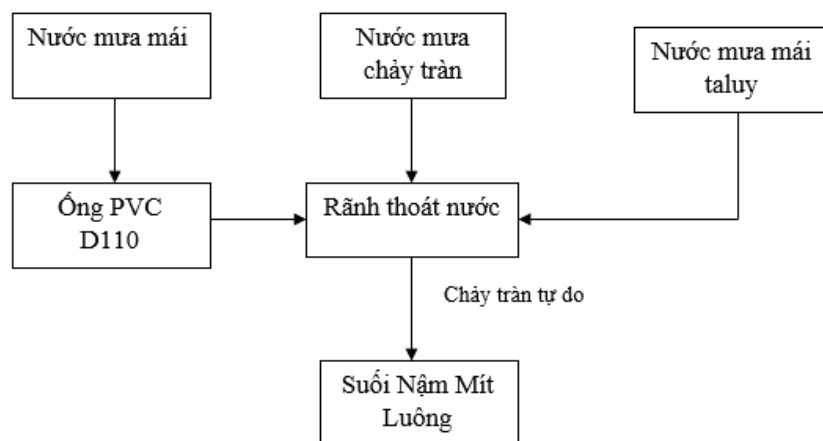 Nước mưa mái
Nước mưa
chảy tràn
Nước mưa mái
taluy
Ống PVC
D110
Rãnh thoát nước
Chảy tràn tự do
Suối Nậm Mít
Luông